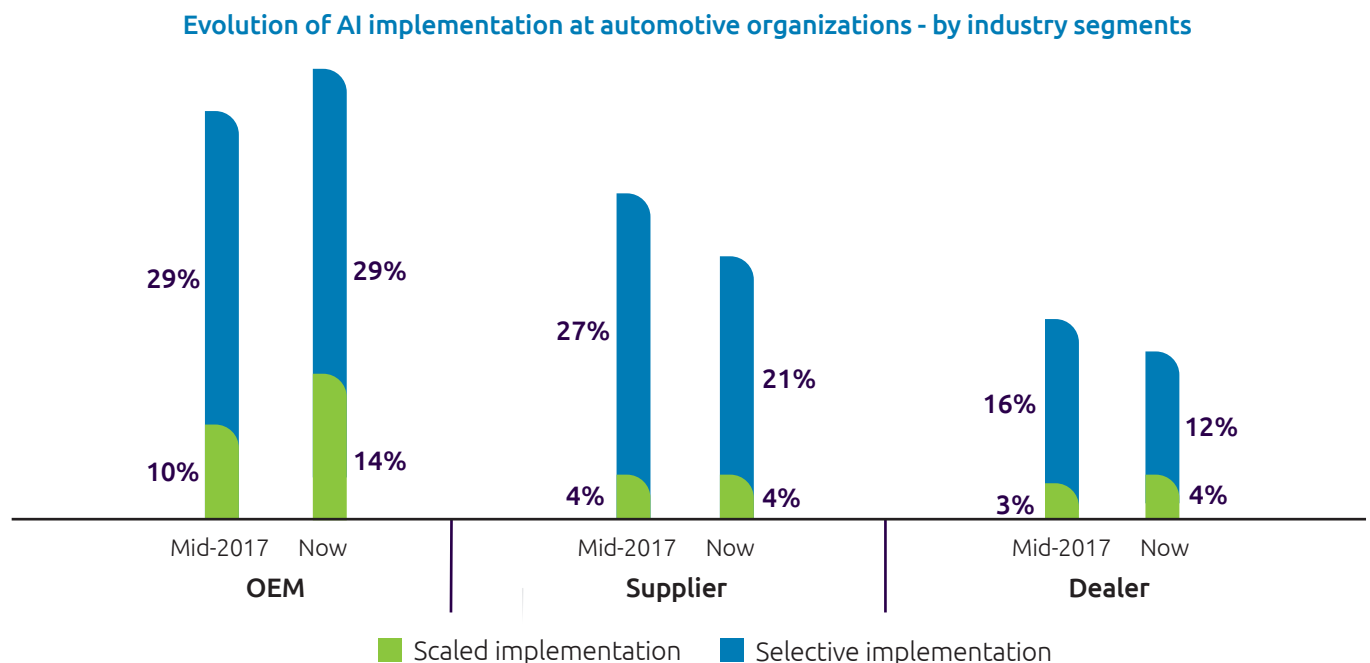 Evolution of AI implementation at automotive organizations - by industry segments
29%
29%
10%
14%
27%
21%
4%
4%
16%
12%
3%
4%
Mid-2017 Now
Mid-2017 Now
Mid-2017 Now
OEM
Supplier
Dealer
Scaled implementation
Selective implementation